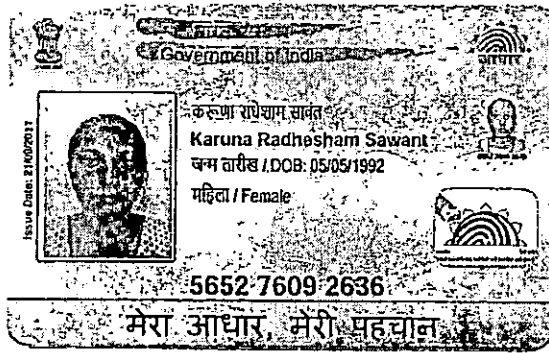 Government of India
आधार
करूणा राधेशाम सावंत
Karuna Radhesham Sawant
जन्म तारीख / DOB: 05/05/1992
महिला / Female
5652 7609 2636
मेरा आधार, मेरी पहचान